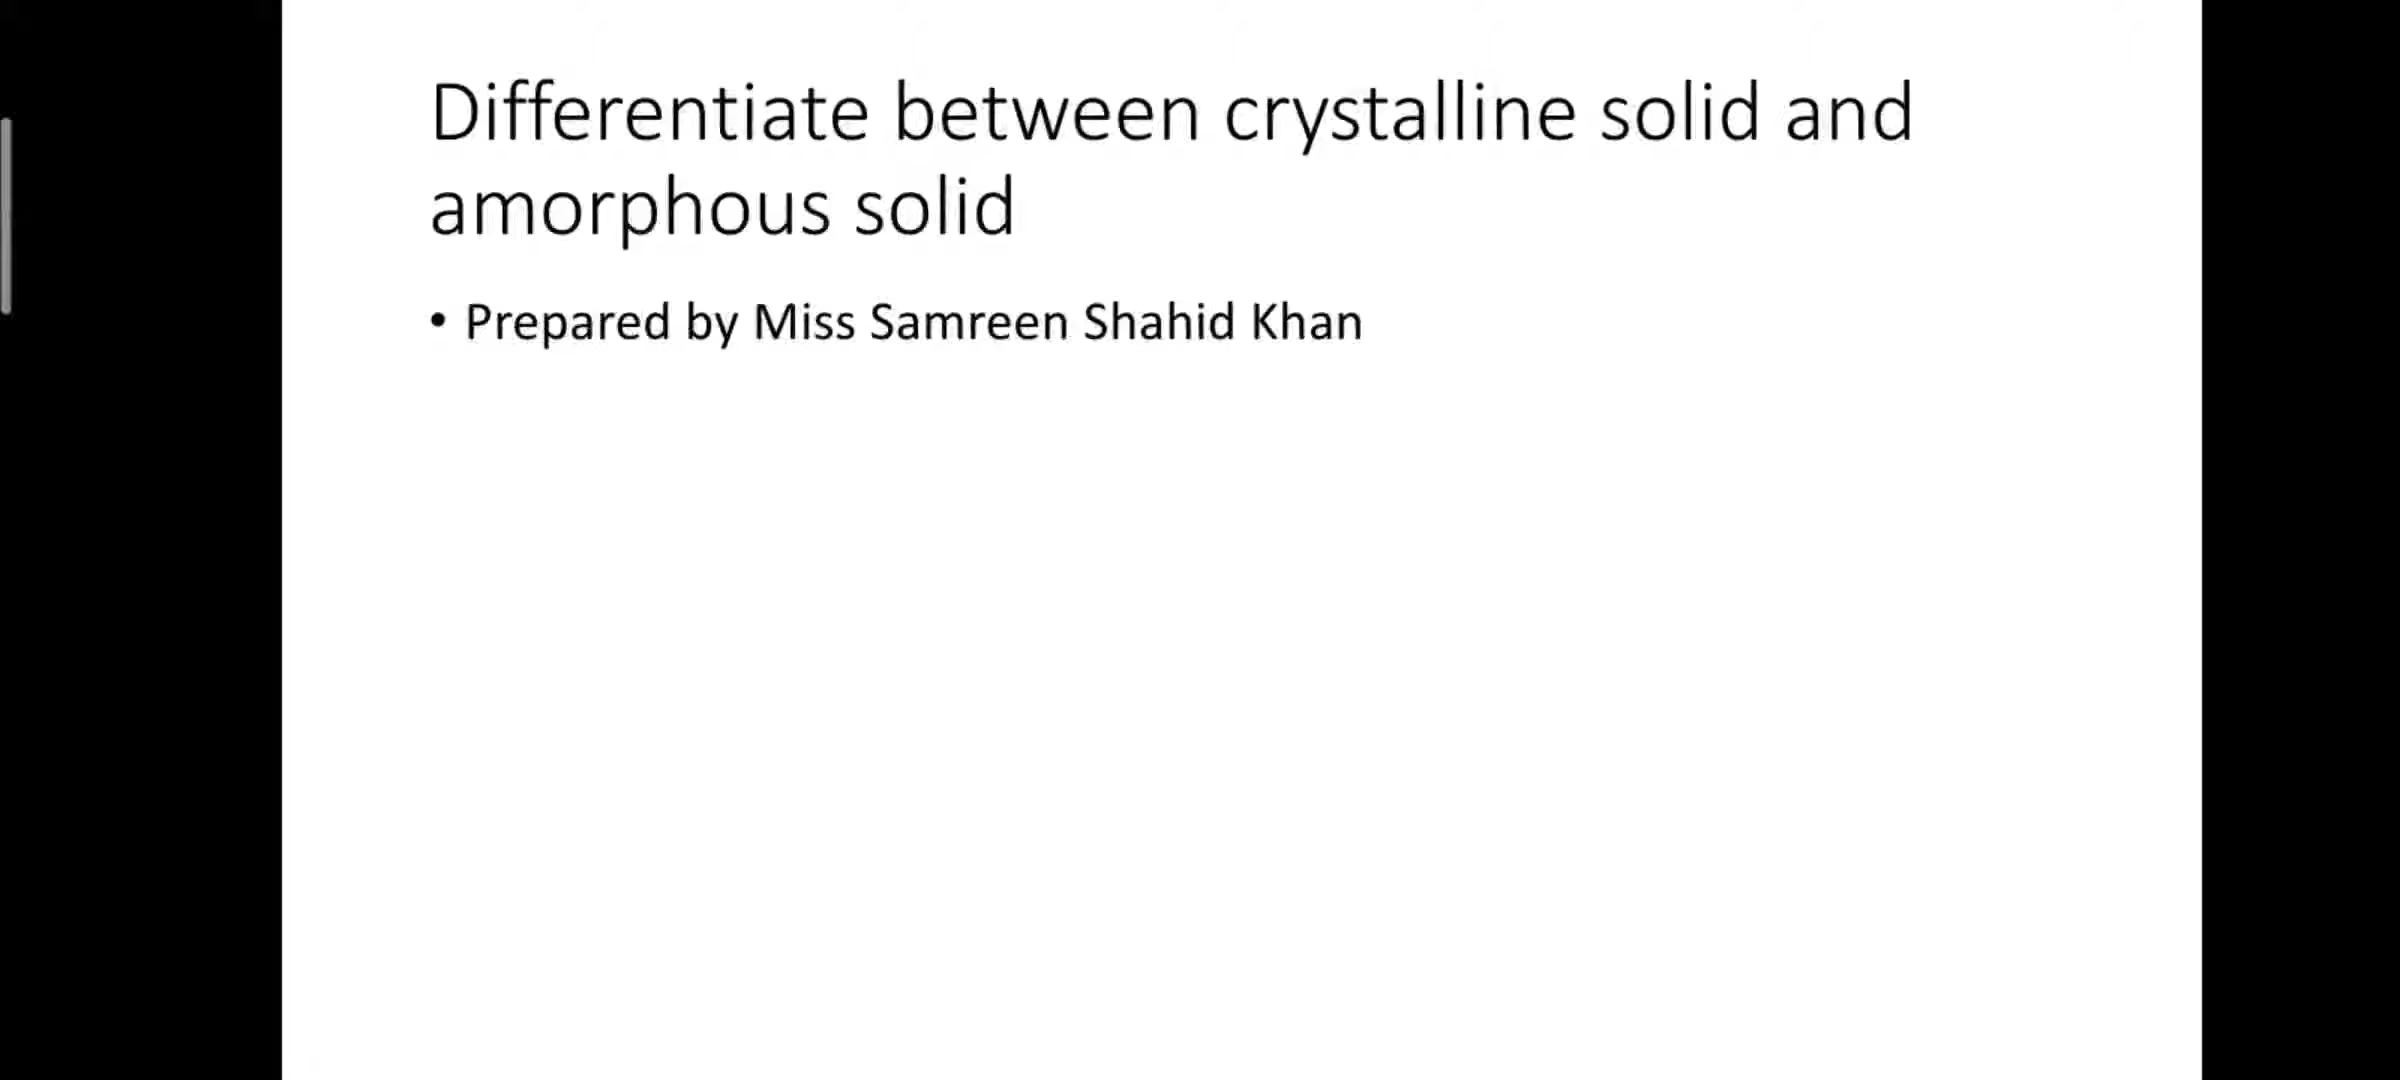 Differentiate between crystalline solid and
amorphous solid
• Prepared by Miss Samreen Shahid Khan